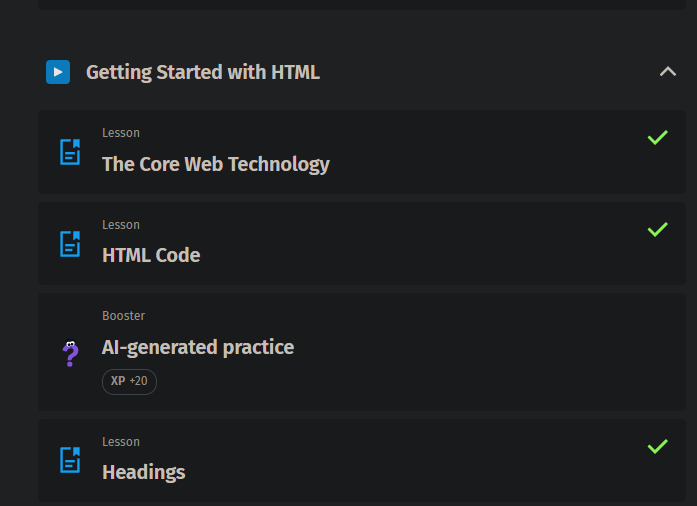 Getting Started with HTML
Lesson
The Core Web Technology
Lesson
HTML Code
Booster
AI-generated practice
XP +20
Lesson
Headings